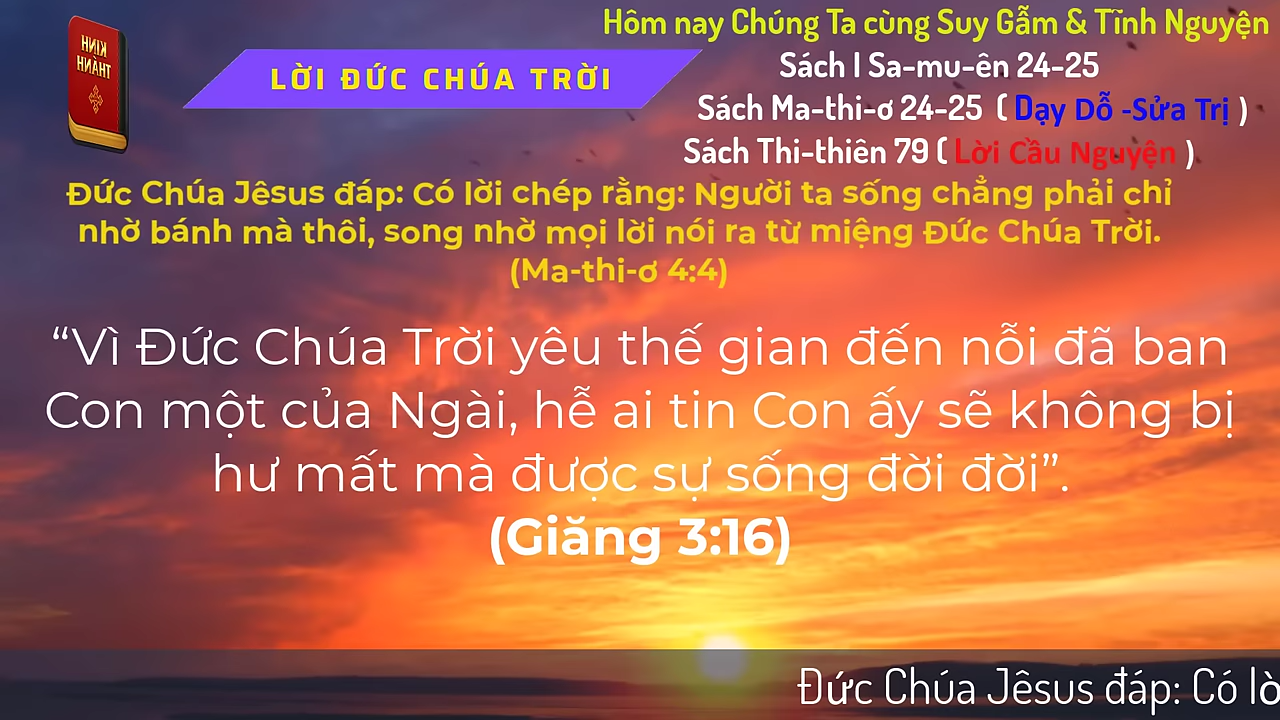 KINH
THÁNH
LỜI ĐỨC CHÚA TRỜI
Hôm nay Chúng Ta cùng Suy Gẫm & Tĩnh Nguyện
Sách I Sa-mu-ên 24-25
Sách Ma-thi-ơ 24-25 ( Dạy Dỗ -Sửa Trị )
Sách Thi-thiên 79 ( Lời Cầu Nguyện )
Đức Chúa Jêsus đáp: Có lời chép rằng: Người ta sống chẳng phải chỉ
nhờ bánh mà thôi, song nhờ mọi lời nói ra từ miệng Đức Chúa Trời.
(Ma-thi-ơ 4:4)
“Vì Đức Chúa Trời yêu thế gian đến nỗi đã ban
Con một của Ngài, hễ ai tin Con ấy sẽ không bị
hư mất mà được sự sống đời đời”.
(Giăng 3:16)
Đức Chúa Jêsus đáp: Có lờ